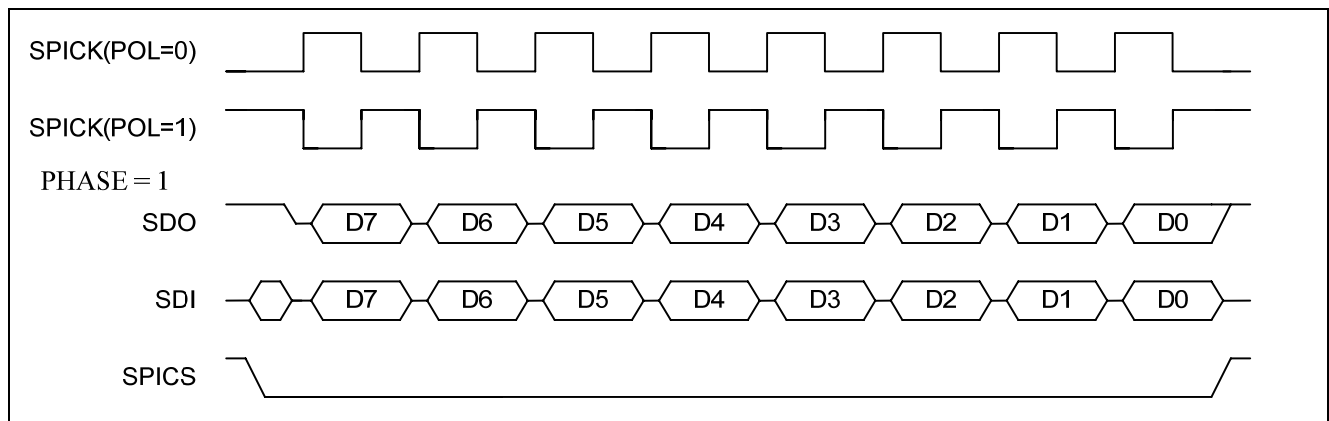 SPICK(POL=0)
SPICK(POL=1)
PHASE = 1
SDO D7 D6 D5 D4 D3 D2 D1 D0
SDI D7 D6 D5 D4 D3 D2 D1 D0
SPICS